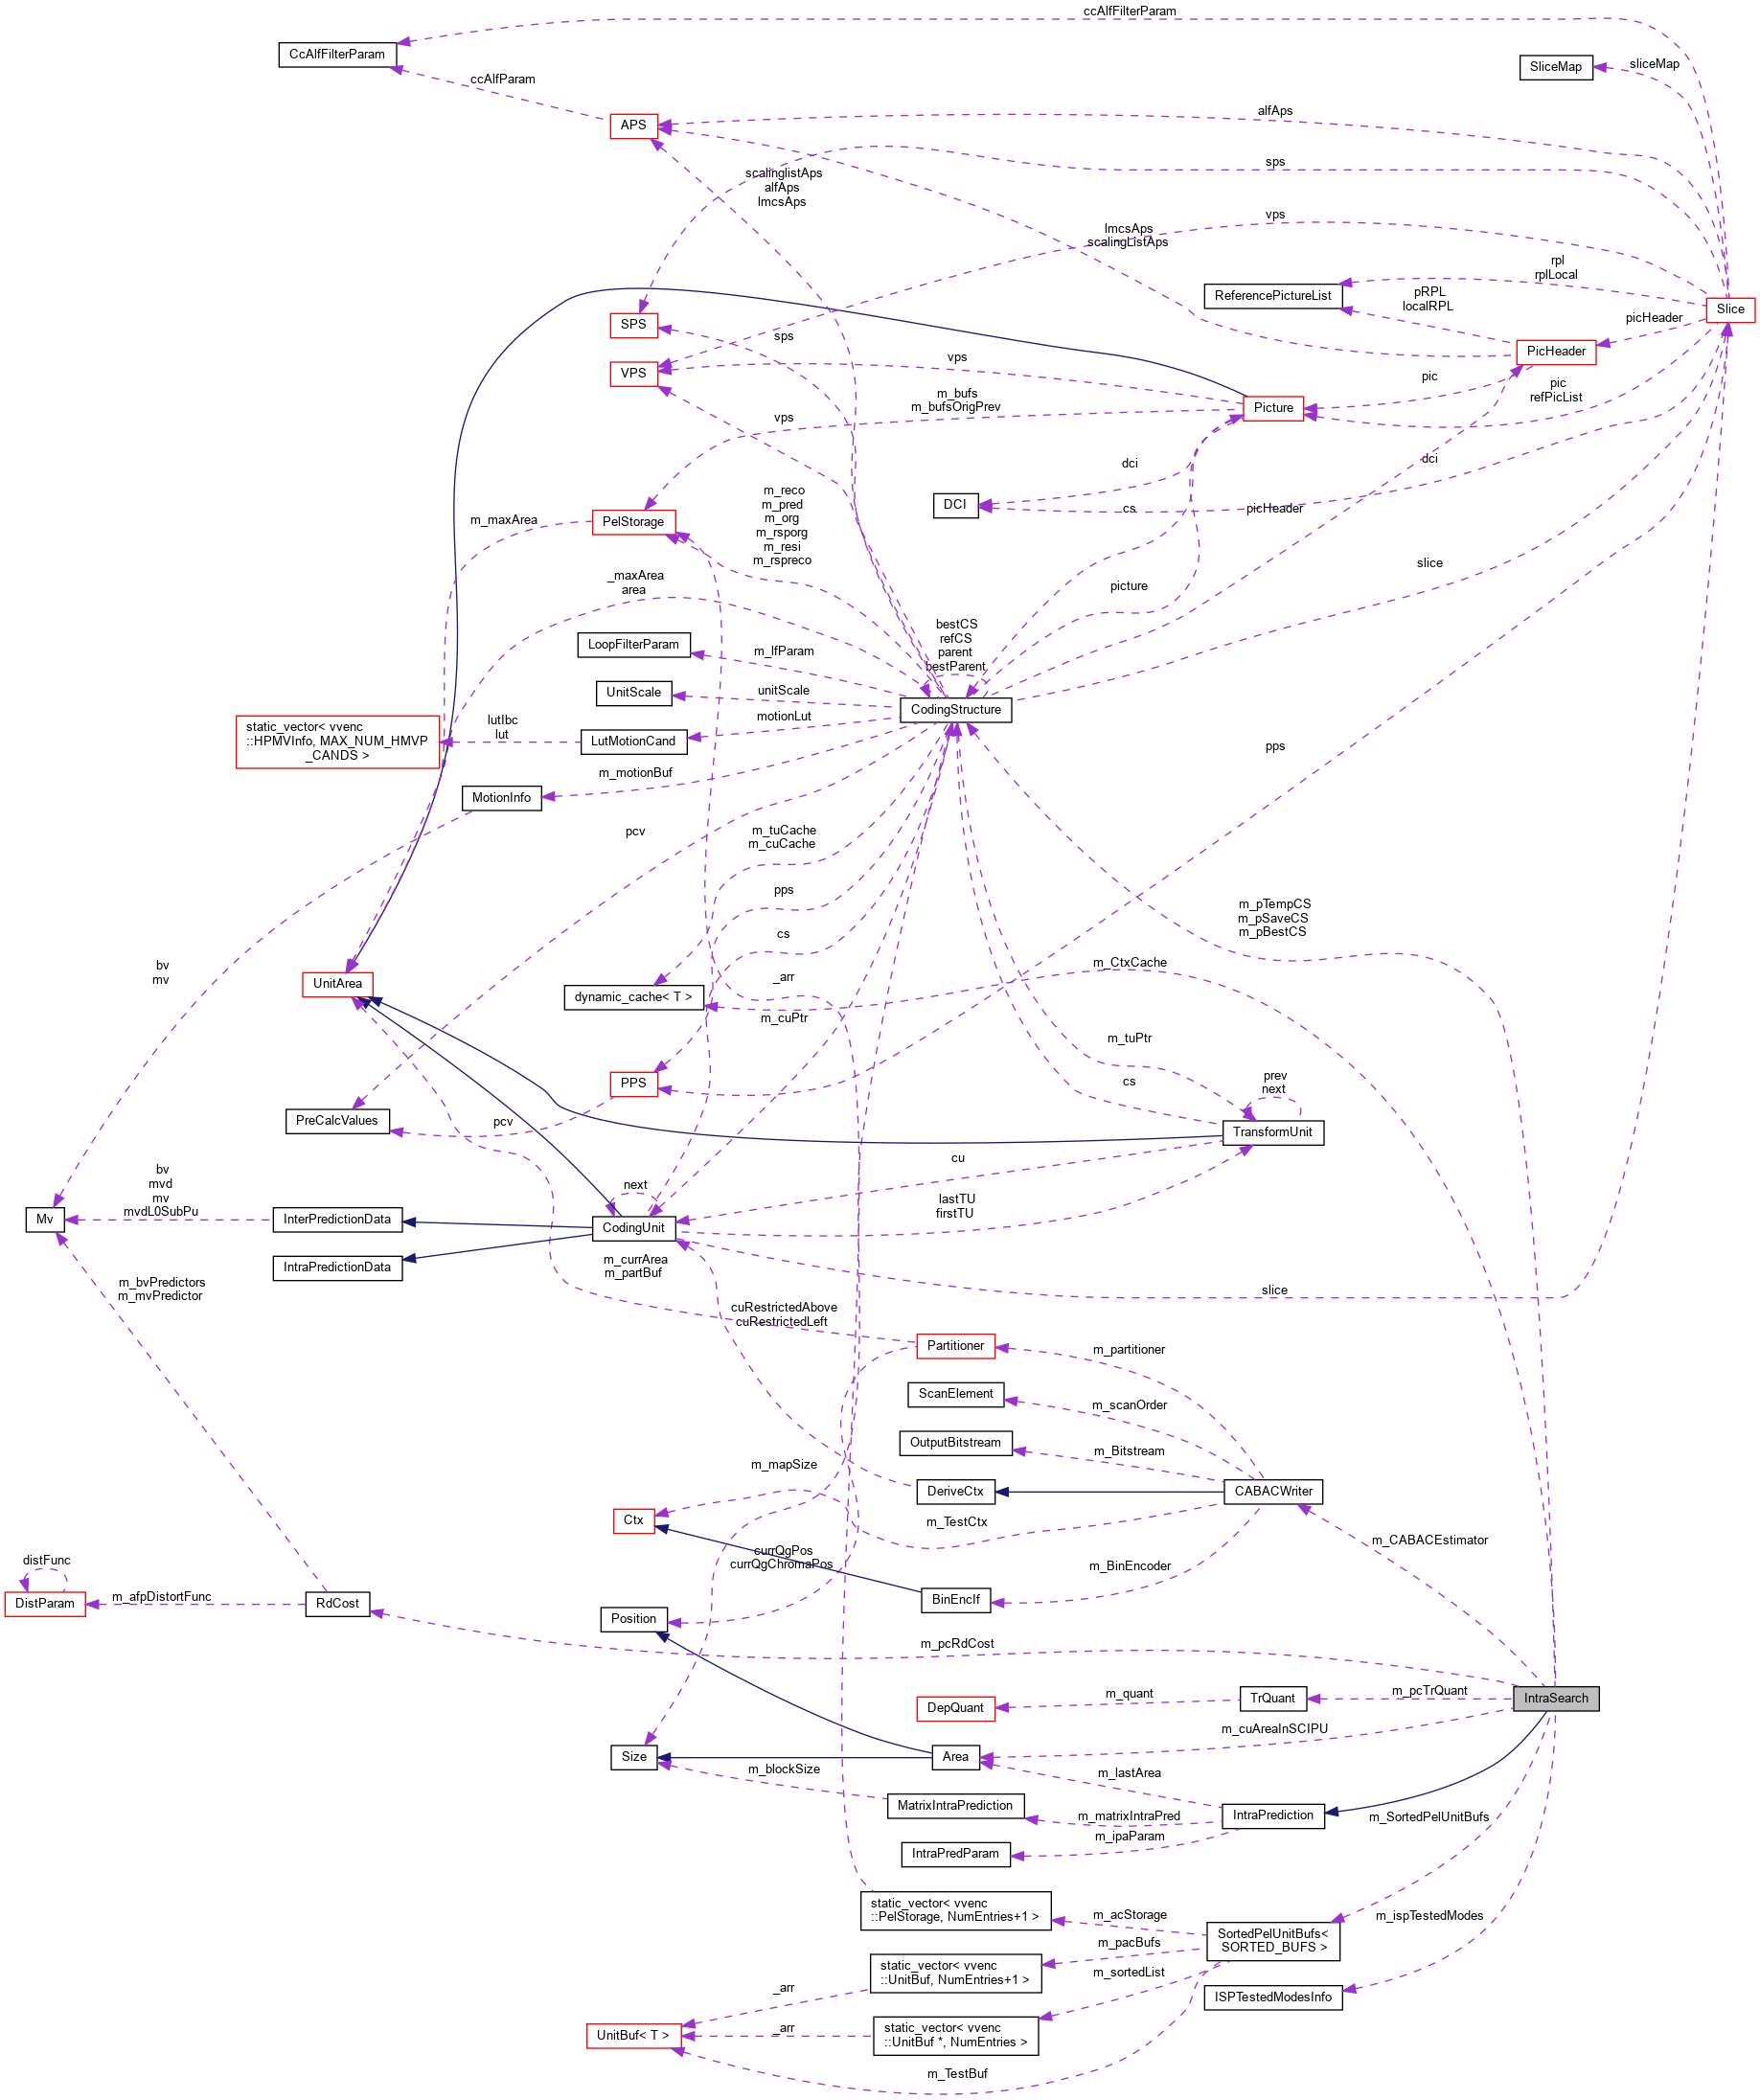 ccAlfFilterParam
CcAlfFilterParam
SliceMap
sliceMap
ccAlfParam
APS
alfAps
sps
scalinglistAps
alfAps
lmcsAps
vps
lmcsAps
scalingListAps
rpl
rplLocal
ReferencePictureList
pRPL
localRPL
Slice
picHeader
SPS
sps
PicHeader
VPS
vps
pic
pic
refPicList
m_bufs
m_bufsOrigPrev
Picture
vps
dci
dci
m_reco
m_pred
m_org
m_rsporg
m_resi
m_rspreco
DCI
cs
picHeader
m_maxArea
PelStorage
slice
_maxArea
area
picture
bestCS
refCS
parent
bestParent
LoopFilterParam
m_lfParam
UnitScale
unitScale
CodingStructure
static_vector< vvenc
::HPMVInfo, MAX_NUM_HMVP
_CANDS >
lutIbc
lut
LutMotionCand
motionLut
pps
m_motionBuf
MotionInfo
pcv
m_tuCache
m_cuCache
pps
m_pTempCS
m_pSaveCS
m_pBestCS
cs
bv
mv
UnitArea
_arr
m_CtxCache
dynamic_cache< T >
m_cuPtr
m_tuPtr
PPS
cs
prev
next
PreCalcValues
pcv
TransformUnit
cu
bv
mvd
mv
mvdL0SubPu
next
lastTU
firstTU
Mv
InterPredictionData
CodingUnit
IntraPredictionData
m_currArea
m_partBuf
m_bvPredictors
m_mvPredictor
slice
cuRestrictedAbove
cuRestrictedLeft
Partitioner
m_partitioner
ScanElement
m_scanOrder
OutputBitstream
m_Bitstream
m_mapSize
DeriveCtx
CABACWriter
Ctx
m_TestCtx
m_CABACEstimator
currQgPos
currQgChromaPos
m_BinEncoder
distFunc
DistParam
m_afpDistortFunc
RdCost
BinEncIf
Position
m_pcRdCost
DepQuant
m_quant
TrQuant
m_pcTrQuant
IntraSearch
m_cuAreaInSCIPU
Size
Area
m_blockSize
m_lastArea
MatrixIntraPrediction
m_matrixIntraPred
IntraPrediction
m_SortedPelUnitBufs
m_ipaParam
IntraPredParam
static_vector< vvenc
::PelStorage, NumEntries+1 >
m_acStorage
m_ispTestedModes
SortedPelUnitBufs<
SORTED_BUFS >
m_pacBufs
static_vector< vvenc
::UnitBuf, NumEntries+1 >
m_sortedList
_arr
ISPTestedModesInfo
UnitBuf< T >
_arr
static_vector< vvenc
::UnitBuf *, NumEntries >
m_TestBuf